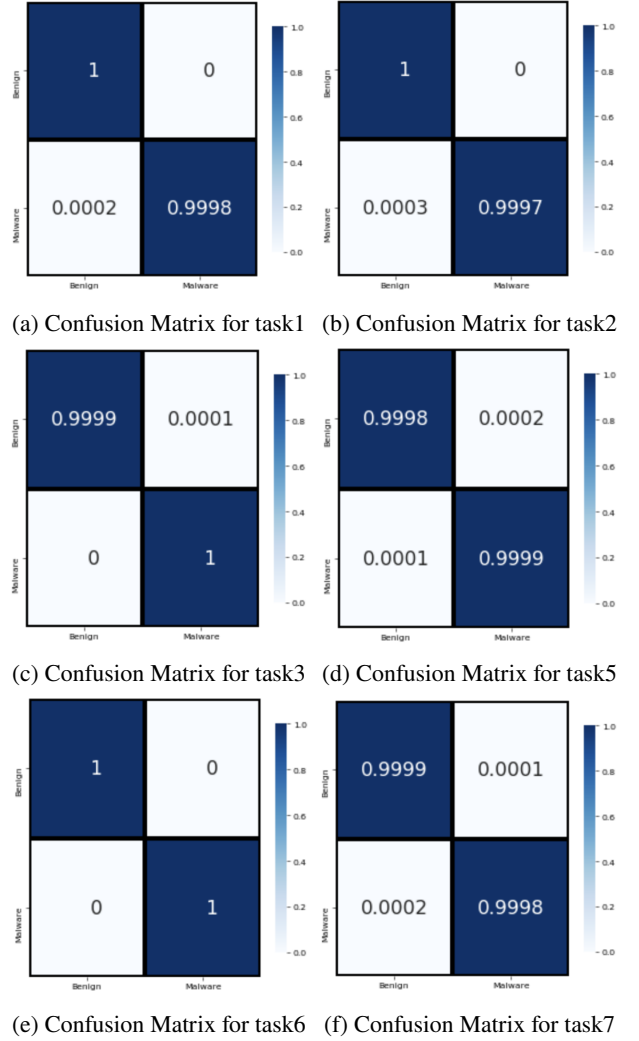 1.0
Benign
1
0
0.8
0.6
0.4
Malware
0.0002
0.9998
0.2
0.0
Benign
Malware
1.0
Benign
1
0
0.8
0.6
0.4
Malware
0.0003
0.9997
0.2
0.0
Benign
Malware
(a) Confusion Matrix for task1
(b) Confusion Matrix for task2
1.0
Benign
0.9999
0.0001
0.8
0.6
0.4
Malware
0
1
0.2
0.0
Benign
Malware
1.0
Benign
0.9998
0.0002
0.8
0.6
0.4
Malware
0.0001
0.9999
0.2
0.0
Benign
Malware
(c) Confusion Matrix for task3
(d) Confusion Matrix for task5
1.0
Benign
1
0
0.8
0.6
0.4
Malware
0
1
0.2
0.0
Benign
Malware
1.0
Benign
0.9999
0.0001
0.8
0.6
0.4
Malware
0.0002
0.9998
0.2
0.0
Benign
Malware
(e) Confusion Matrix for task6
(f) Confusion Matrix for task7